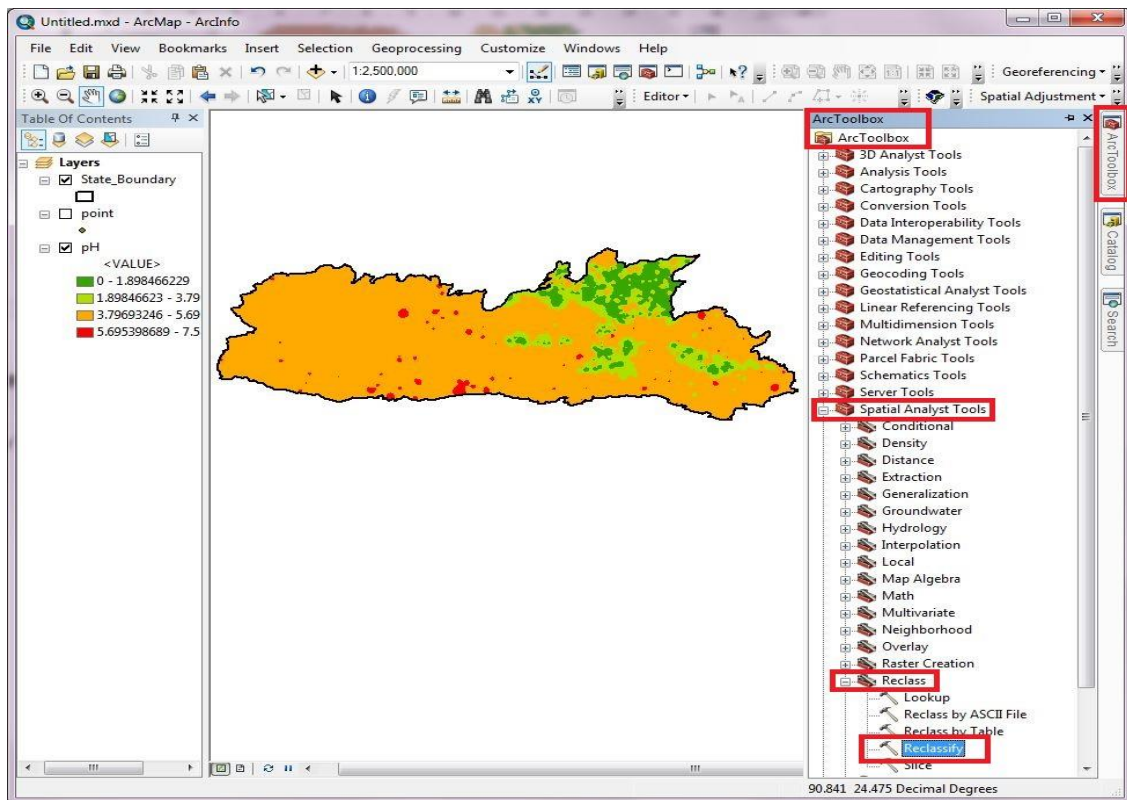 Untitled.mxd - ArcMap - ArcInfo
File Edit View Bookmarks Insert Selection Geoprocessing Customize Windows Help
1:2,500,000
Georeferencing
Editor
Spatial Adjustment
Table Of Contents
Layers
State_Boundary
point
pH
<VALUE>
0 - 1.898466229
1.89846623 - 3.79
3.79693246 - 5.69
5.695398689 - 7.5
ArcToolbox
ArcToolbox
3D Analyst Tools
Analysis Tools
Cartography Tools
Conversion Tools
Data Interoperability Tools
Data Management Tools
Editing Tools
Geocoding Tools
Geostatistical Analyst Tools
Linear Referencing Tools
Multidimension Tools
Network Analyst Tools
Parcel Fabric Tools
Schematics Tools
Server Tools
Spatial Analyst Tools
Conditional
Density
Distance
Extraction
Generalization
Groundwater
Hydrology
Interpolation
Local
Map Algebra
Math
Multivariate
Neighborhood
Overlay
Raster Creation
Reclass
Lookup
Reclass by ASCII File
Reclass by Table
Reclassify
Slice
ArcToolbox
Catalog
Search
90.841 24.475 Decimal Degrees